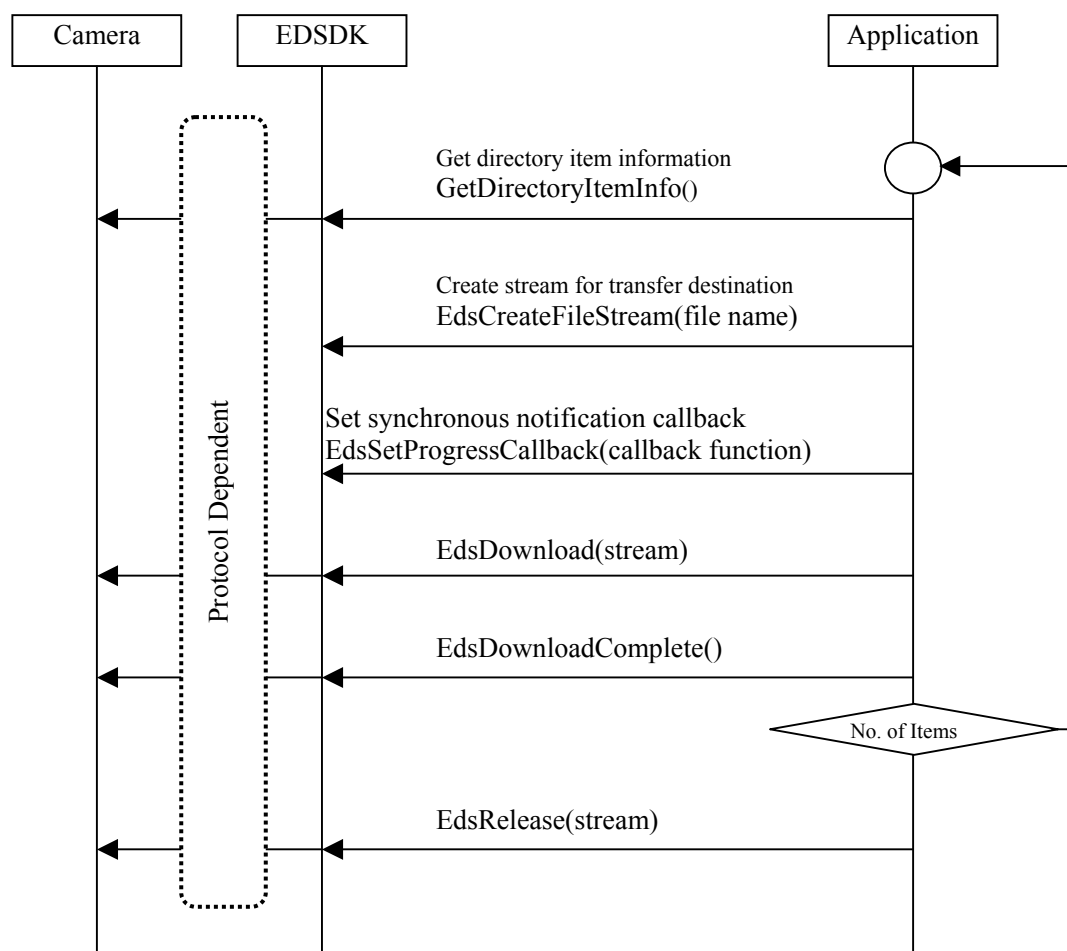 Camera
EDSDK
Application
Get directory item information
GetDirectoryItemInfo()
Create stream for transfer destination
EdsCreateFileStream(file name)
Set synchronous notification callback
EdsSetProgressCallback(callback function)
Protocol Dependent
EdsDownload(stream)
EdsDownloadComplete()
No. of Items
EdsRelease(stream)